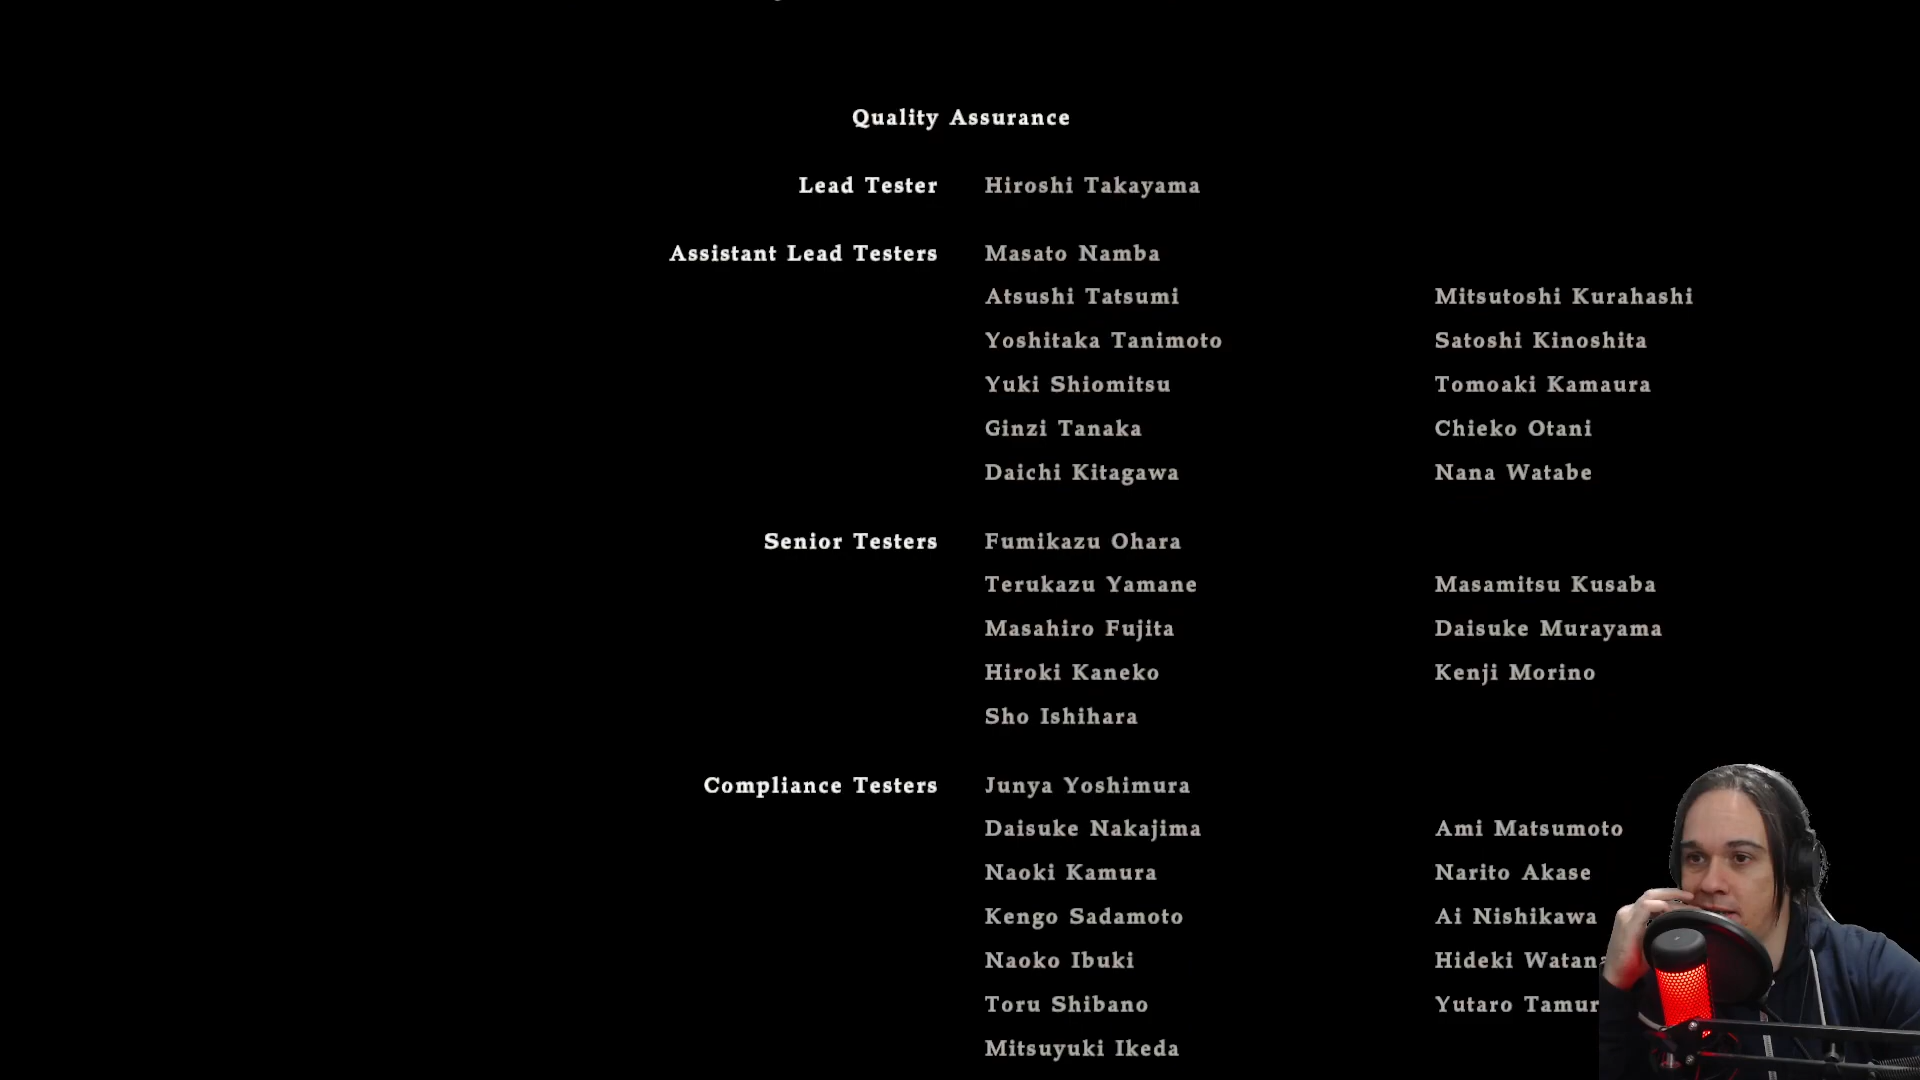 Quality Assurance
Lead Tester Hiroshi Takayama
Assistant Lead Testers Masato Namba
Atsushi Tatsumi Mitsutoshi Kurahashi
Yoshitaka Tanimoto Satoshi Kinoshita
Yuki Shiomitsu Tomoaki Kamaura
Ginzi Tanaka Chieko Otani
Daichi Kitagawa Nana Watabe
Senior Testers Fumikazu Ohara
Terukazu Yamane Masamitsu Kusaba
Masahiro Fujita Daisuke Murayama
Hiroki Kaneko Kenji Morino
Sho Ishihara
Compliance Testers Junya Yoshimura
Daisuke Nakajima Ami Matsumoto
Naoki Kamura Narito Akase
Kengo Sadamoto Ai Nishikawa
Naoko Ibuki Hideki
Toru Shibano Yutaro
Mitsuyuki Ikeda